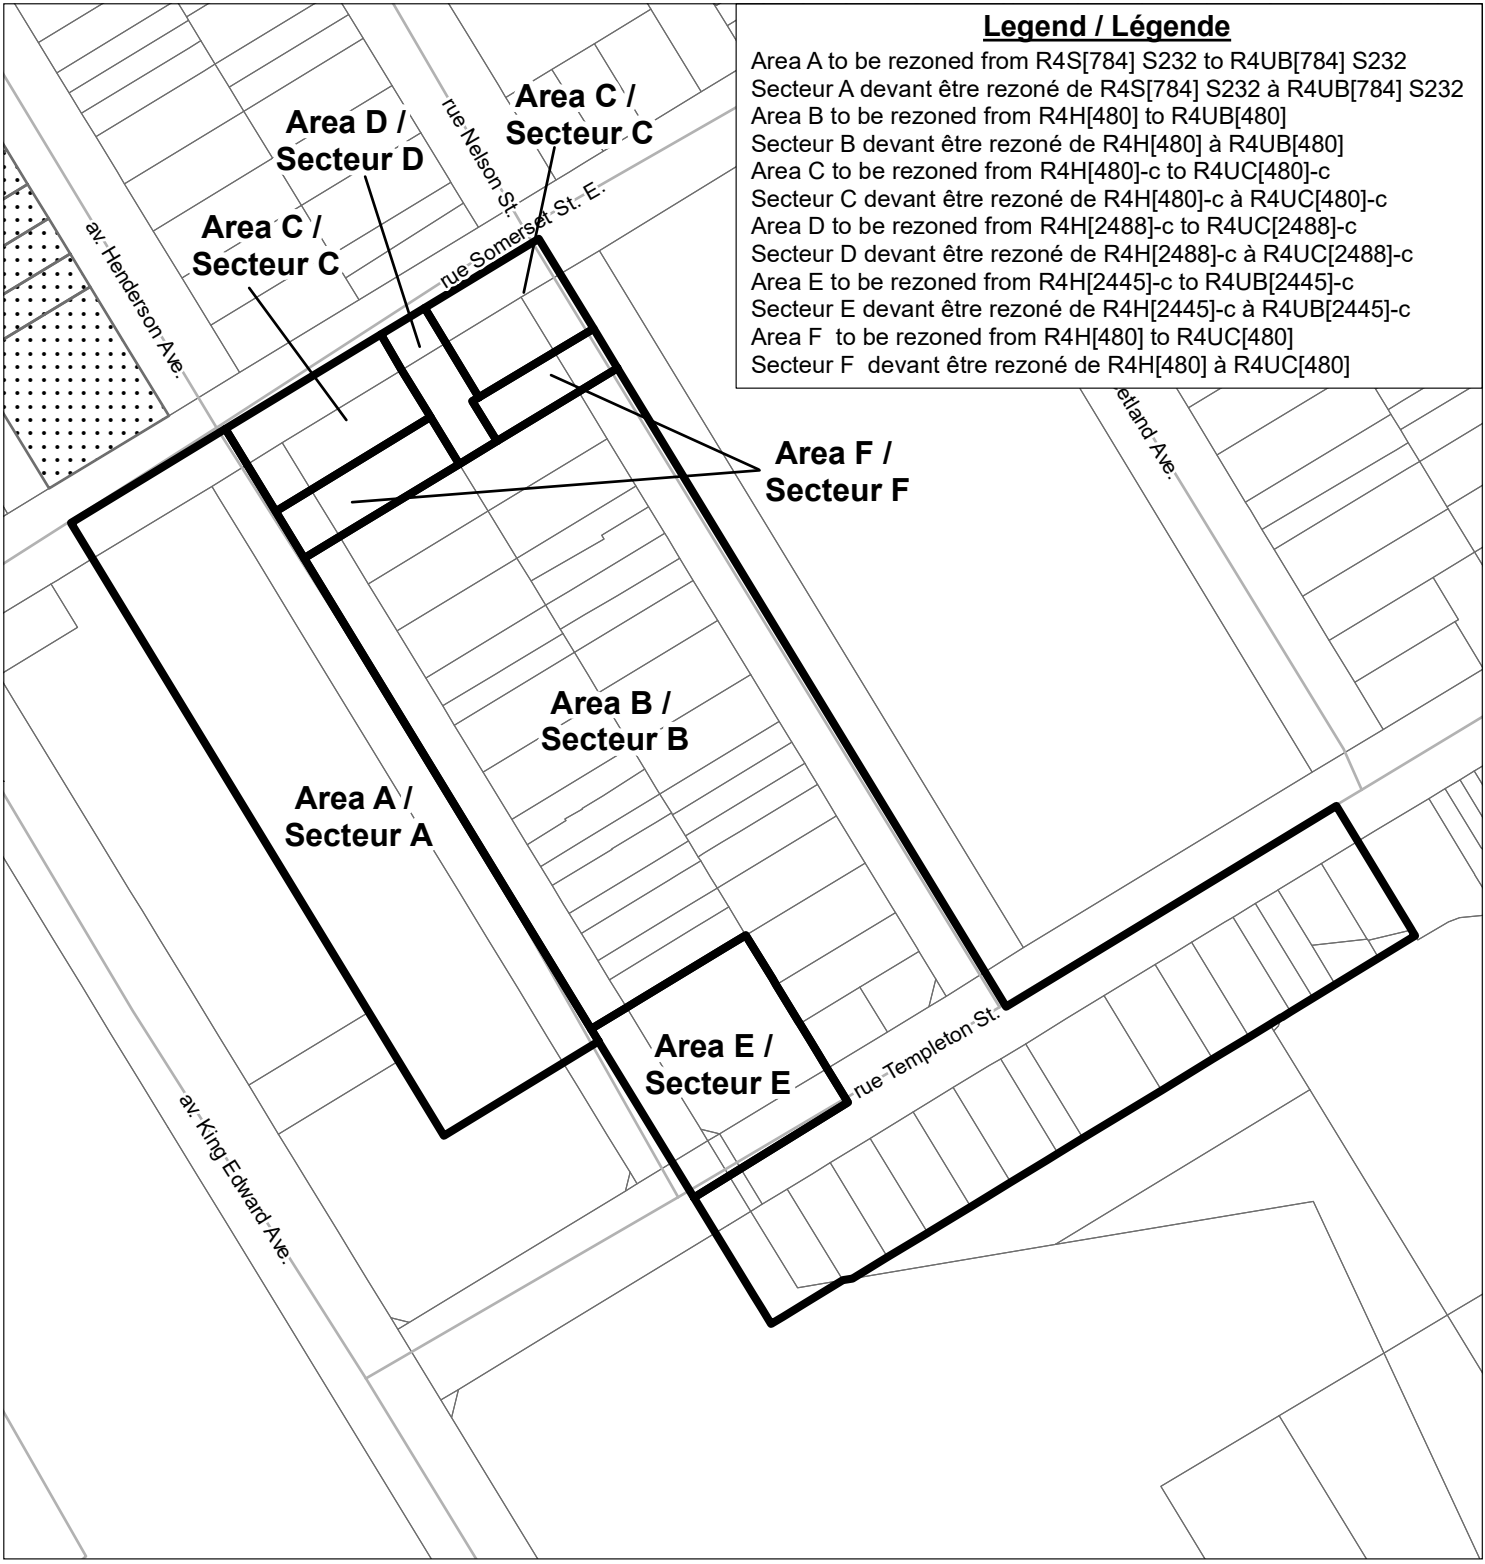 Legend / Légende
Area A to be rezoned from R4S[784] S232 to R4UB[784] S232
Secteur A devant être rezoné de R4S[784] S232 à R4UB[784] S232
Area B to be rezoned from R4H[480] to R4UB[480]
Secteur B devant être rezoné de R4H[480] à R4UB[480]
Area C to be rezoned from R4H[480]-c to R4UC[480]-c
Secteur C devant être rezoné de R4H[480]-c à R4UC[480]-c
Area D to be rezoned from R4H[2488]-c to R4UC[2488]-c
Secteur D devant être rezoné de R4H[2488]-c à R4UC[2488]-c
Area E to be rezoned from R4H[2445]-c to R4UB[2445]-c
Secteur E devant être rezoné de R4H[2445]-c à R4UB[2445]-c
Area F  to be rezoned from R4H[480] to R4UC[480]
Secteur F  devant être rezoné de R4H[480] à R4UC[480]
Area C /
Secteur C
Area D /
Secteur D
rue Nelson St.
Area C /
Secteur C
rue Somerset St. E.
av. Henderson Ave.
etland Ave.
Area F /
Secteur F
Area B /
Secteur B
Area A /
Secteur A
Area E /
Secteur E
rue Templeton St.
av. King Edward Ave.